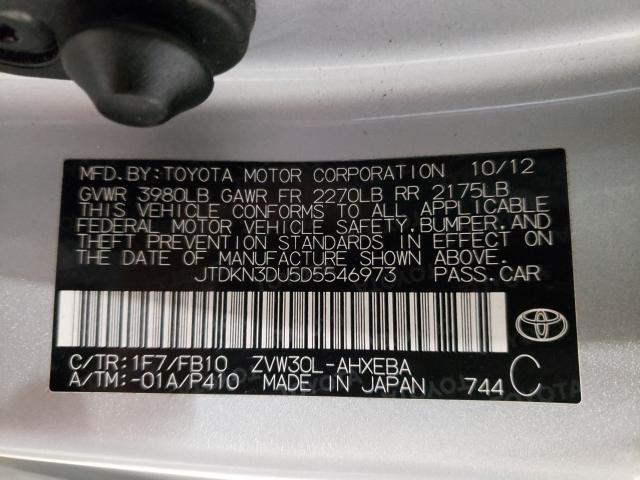 MFD.BY:TOYOTA MOTOR CORPORATION 10/12
GVWR 3980LB GAWR FR 2270LB RR 2175LB
THIS VEHICLE CONFORMS TO ALL APPLICABLE
FEDERAL MOTOR VEHICLE SAFETY,BUMPER,AND
THEFT PREVENTION STANDARDS IN EFFECT ON
THE DATE OF MANUFACTURE SHOWN ABOVE.
JTDKN3DU5D5546973 PASS.CAR
C/TR:1F7/FB10 ZVW30L-AHXEBA
A/TM:-01A/P410 MADE IN JAPAN 744 C